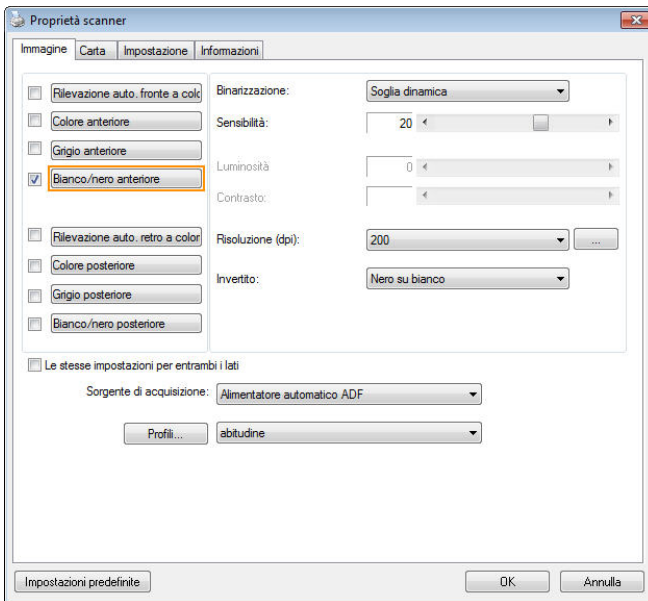 Proprietà scanner
Immagine Carta Impostazione Informazioni
Rilevazione auto. fronte a colo
Binarizzazione: Soglia dinamica
Colore anteriore
Sensibilità: 20
Grigio anteriore
Luminosità 0
Bianco/nero anteriore
Contrasto:
Rilevazione auto. retro a color
Risoluzione (dpi): 200 ...
Colore posteriore
Invertito: Nero su bianco
Grigio posteriore
Bianco/nero posteriore
Le stesse impostazioni per entrambi i lati
Sorgente di acquisizione: Alimentatore automatico ADF
Profili... abitudine
Impostazioni predefinite OK Annulla